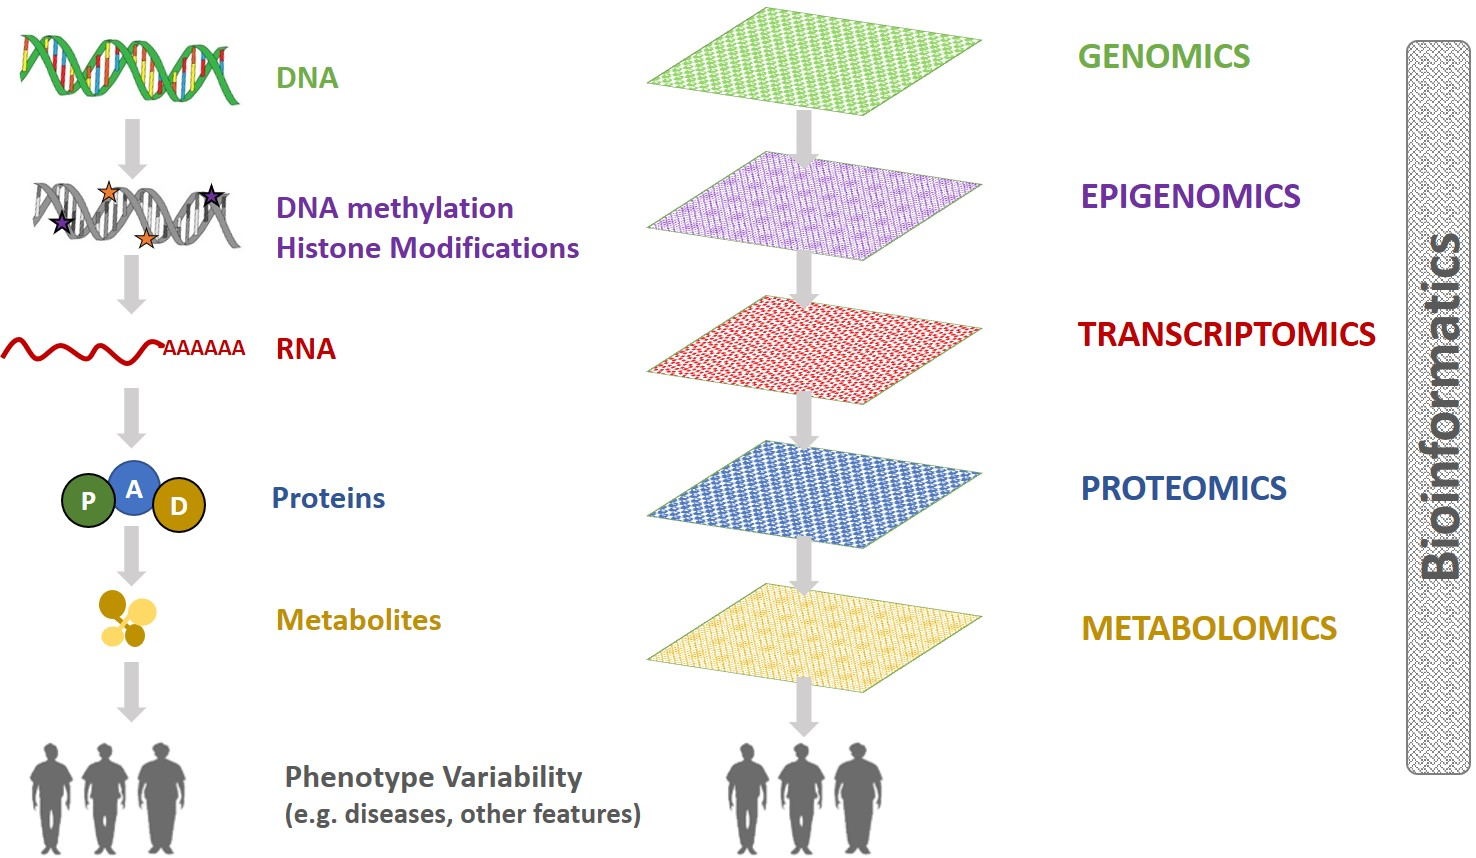 DNA
GENOMICS
DNA methylation
Histone Modifications
EPIGENOMICS
AAAAAA
RNA
TRANSCRIPTOMICS
P
A
D
Proteins
PROTEOMICS
Metabolites
METABOLOMICS
Phenotype Variability
(e.g. diseases, other features)
Bioinformatics